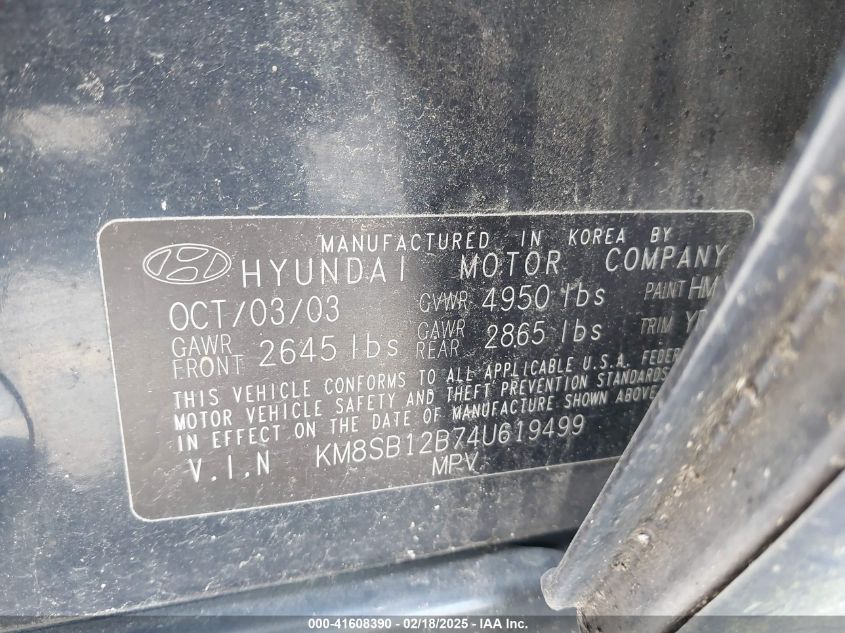 MANUFACTURED IN KOREA BY
HYUNDAI MOTOR COMPANY
OCT/03/03 GVWR 4950 lbs PAINT HM
GAWR FRONT 2645 lbs GAWR REAR 2865 lbs TRIM
THIS VEHICLE CONFORMS TO ALL APPLICABLE U.S.A. FEDER
MOTOR VEHICLE SAFETY AND THEFT PREVENTION STANDARDS
IN EFFECT ON THE DATE OF MANUFACTURE SHOWN ABOVE
V.I.N KM8SB12B74U619499
MPV
000-41608390 - 02/18/2025 - IAA Inc.